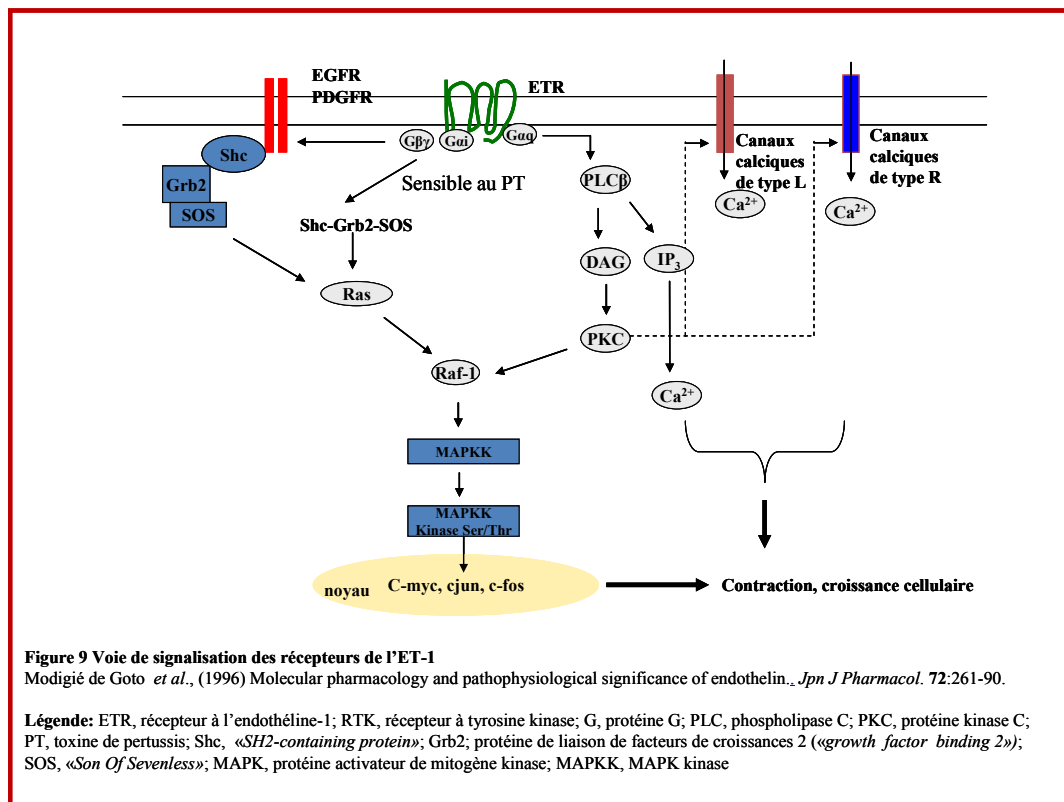 EGFR
PDGFR
ETR
Gβγ
Gαi
Gαq
Shc
Grb2
SOS
Sensible au PT
Shc-Grb2-SOS
PLCβ
Canaux
calciques
de type L
Canaux
calciques
de type R
Ca2+
Ca2+
DAG
IP3
Ras
PKC
Raf-1
Ca2+
MAPKK
MAPKK
Kinase Ser/Thr
noyau
C-myc, cjun, c-fos
Contraction, croissance cellulaire
Figure 9 Voie de signalisation des récepteurs de l’ET-1
Modigié de Goto et al., (1996) Molecular pharmacology and pathophysiological significance of endothelin.. Jpn J Pharmacol. 72:261-90.
Légende: ETR, récepteur à l’endothéline-1; RTK, récepteur à tyrosine kinase; G, protéine G; PLC, phospholipase C; PKC, protéine kinase C;
PT, toxine de pertussis; Shc, «SH2-containing protein»; Grb2; protéine de liaison de facteurs de croissances 2 («growth factor binding 2»);
SOS, «Son Of Sevenless»; MAPK, protéine activateur de mitogène kinase; MAPKK, MAPK kinase